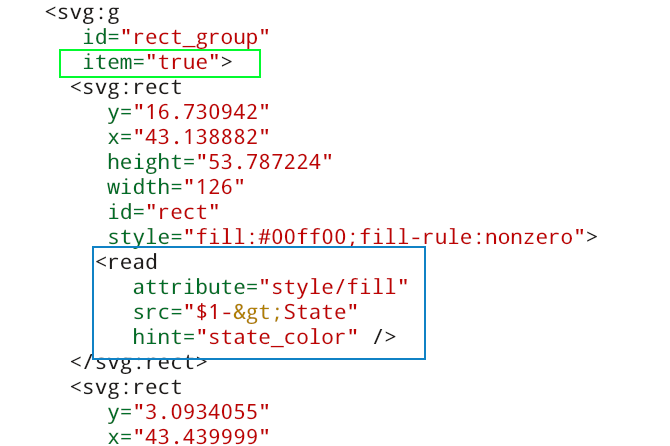 <svg:g
id="rect_group"
item="true">
<svg:rect
y="16.730942"
x="43.138882"
height="53.787224"
width="126"
id="rect"
style="fill:#00ff00;fill-rule:nonzero">
<read
attribute="style/fill"
src="$1-&gt;State"
hint="state_color" />
</svg:rect>
<svg:rect
y="3.0934055"
x="43.439999"